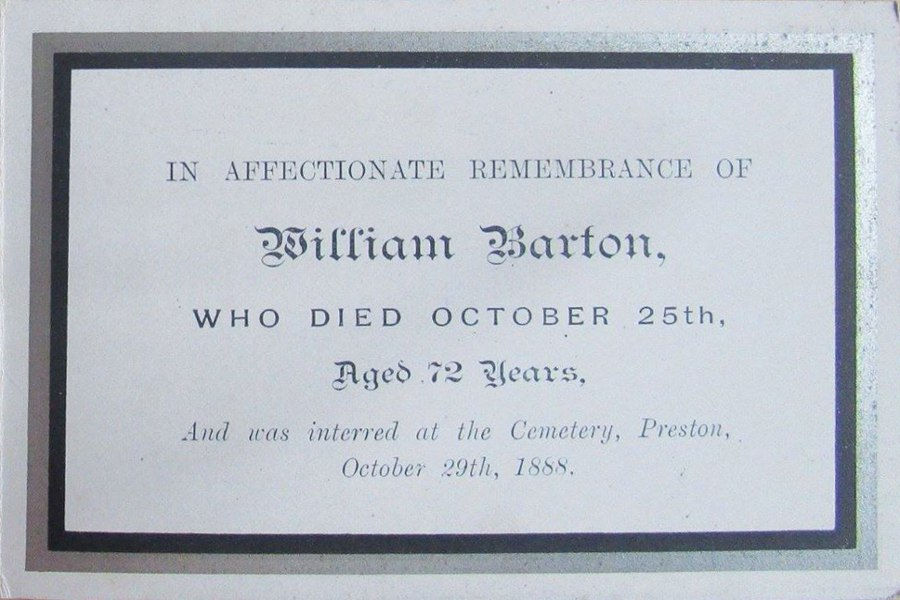 IN AFFECTIONATE REMEMBRANCE OF
William Barton,
WHO DIED OCTOBER 25th,
Aged 72 Years,
And was interred at the Cemetery, Preston,
October 29th, 1888.